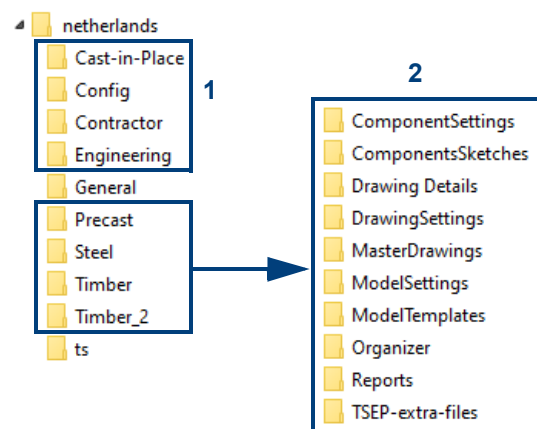 netherlands
Cast-in-Place
Config
Contractor
Engineering
General
Precast
Steel
Timber
Timber_2
ts
1
2
ComponentSettings
ComponentsSketches
Drawing Details
DrawingSettings
MasterDrawings
ModelSettings
ModelTemplates
Organizer
Reports
TSEP-extra-files